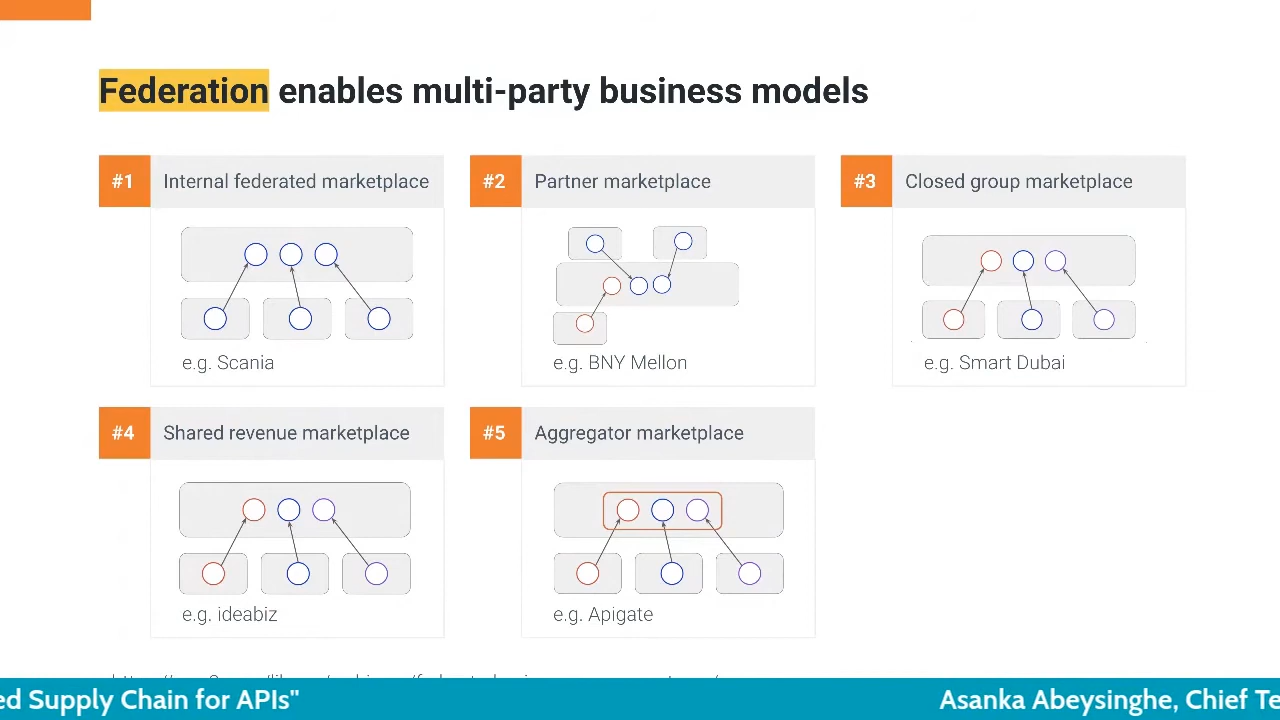 Federation enables multi-party business models
#1 Internal federated marketplace
e.g. Scania
#2 Partner marketplace
e.g. BNY Mellon
#3 Closed group marketplace
e.g. Smart Dubai
#4 Shared revenue marketplace
e.g. ideabiz
#5 Aggregator marketplace
e.g. Apigate
Supply Chain for APIs"
Asanka Abeysinghe, Chief